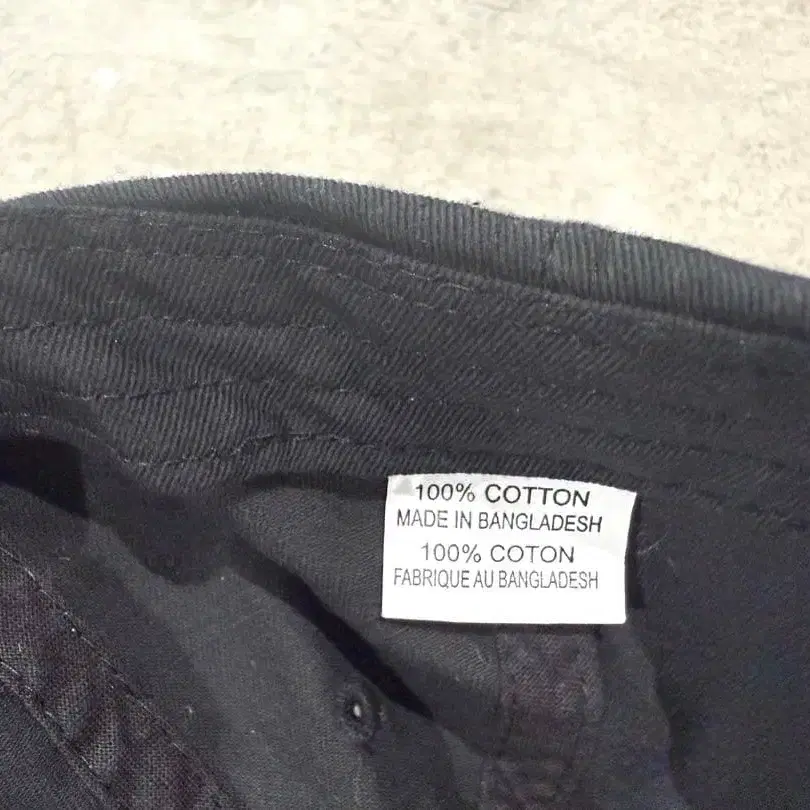 100% COTTON
MADE IN BANGLADESH
100% COTON
FABRIQUE AU BANGLADESH